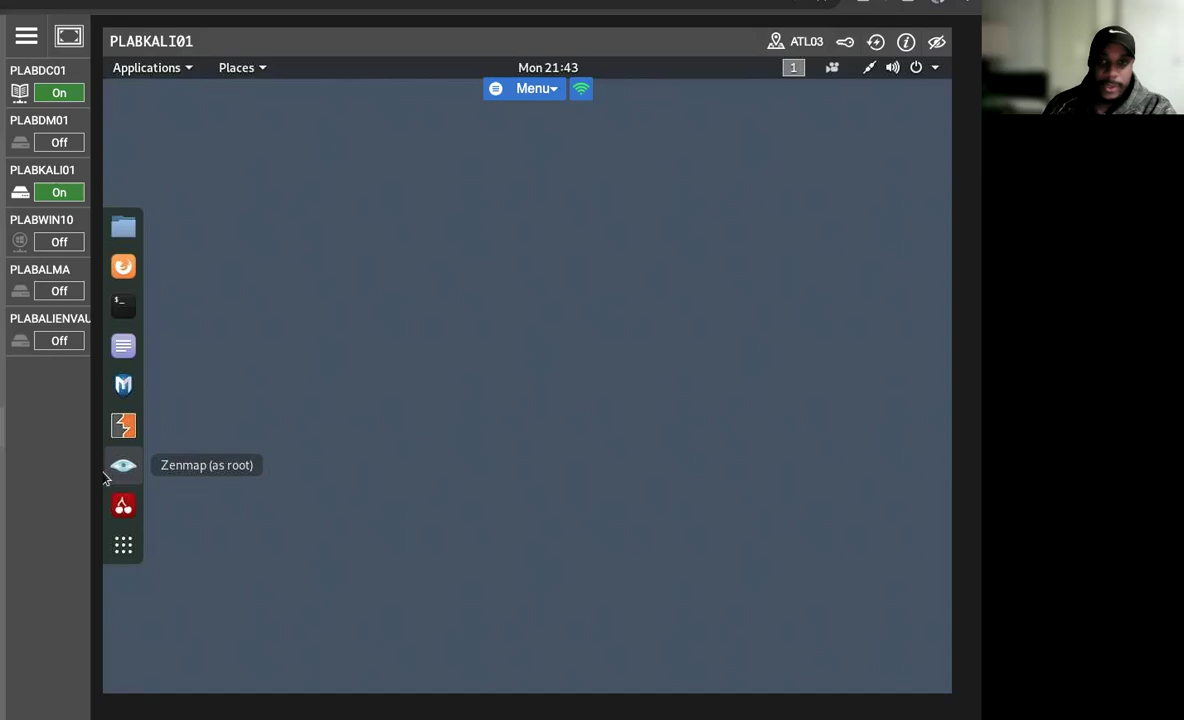 PLABKALI01
ATL03
Applications
Places
Mon 21:43
1
Menu
PLABDC01
On
PLABDM01
Off
PLABKALI01
On
PLABWIN10
Off
PLABALMA
Off
PLABALIENVAU
Off
$_
Zenmap (as root)